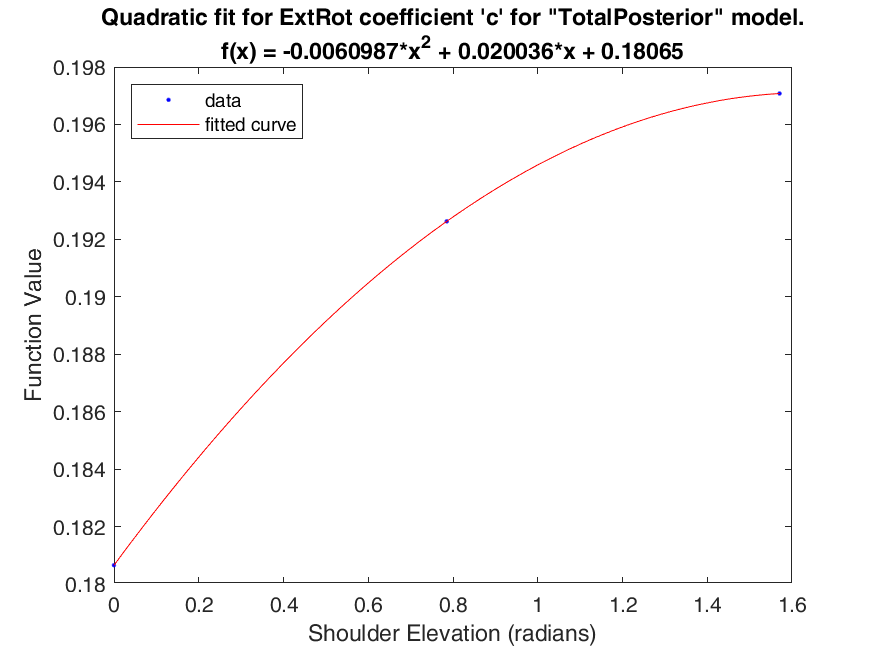 Quadratic fit for ExtRot coefficient 'c' for "TotalPosterior" model.
f(x) = -0.0060987*x² + 0.020036*x + 0.18065
0.198
0.196
0.194
0.192
0.19
0.188
0.186
0.184
0.182
0.18
Function Value
data
fitted curve
0 0.2 0.4 0.6 0.8 1 1.2 1.4 1.6
Shoulder Elevation (radians)